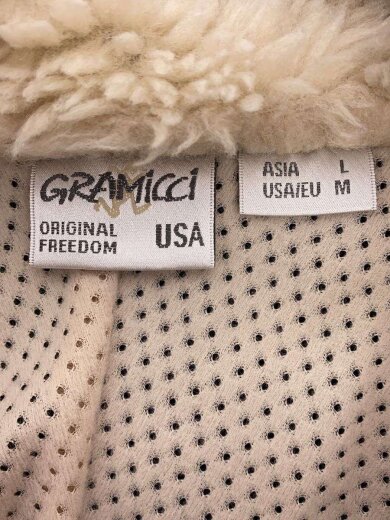 GRAMiCCi
ORIGINAL
FREEDOM
USA
ASIA L
USA/EU M